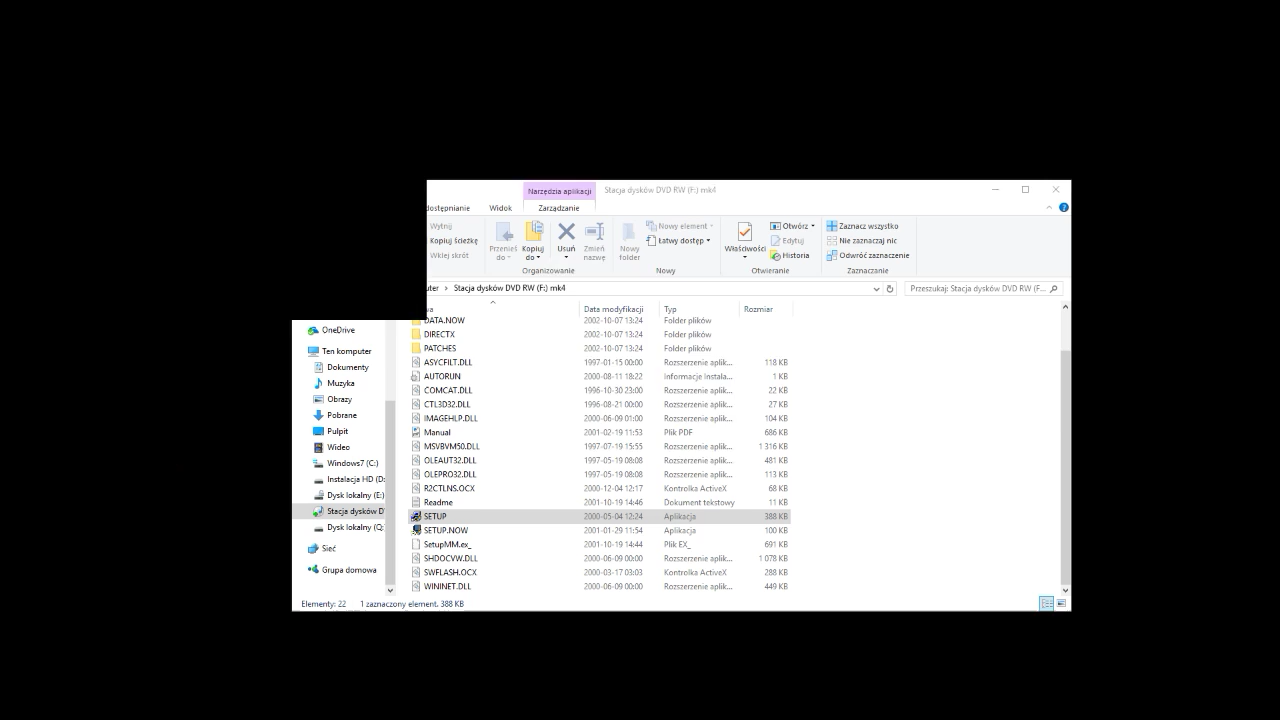 Narzędzia aplikacji Stacja dysków DVD RW (F:) mk4
dostępnianie Widok Zarządzanie
Wytnij
Kopiuj ścieżkę
Wklej skrót
Przenieś do
Kopiuj do
Usuń
Zmień nazwę
Organizowanie
Nowy folder
Nowy element
Łatwy dostęp
Nowy
Właściwości
Otwórz
Edytuj
Historia
Otwieranie
Zaznacz wszystko
Nie zaznaczaj nic
Odwróć zaznaczenie
Zaznaczanie
uter › Stacja dysków DVD RW (F:) mk4
Przeszukaj: Stacja dysków DVD RW (F...
wa Data modyfikacji Typ Rozmiar
OneDrive
Ten komputer
Dokumenty
Muzyka
Obrazy
Pobrane
Pulpit
Wideo
Windows7 (C:)
Instalacja HD (D:
Dysk lokalny (E:)
Stacja dysków D
Dysk lokalny (Q:
Sieć
Grupa domowa
DATA.NOW 2002-10-07 13:24 Folder plików
DIRECTX 2002-10-07 13:24 Folder plików
PATCHES 2002-10-07 13:24 Folder plików
ASYCFILT.DLL 1997-01-15 00:00 Rozszerzenie aplik... 118 KB
AUTORUN 2000-08-11 18:22 Informacje Instala... 1 KB
COMCAT.DLL 1996-10-30 23:00 Rozszerzenie aplik... 22 KB
CTL3D32.DLL 1996-08-21 00:00 Rozszerzenie aplik... 27 KB
IMAGEHLP.DLL 2000-06-09 01:00 Rozszerzenie aplik... 104 KB
Manual 2001-02-19 11:53 Plik PDF 686 KB
MSVBVM50.DLL 1997-07-19 15:55 Rozszerzenie aplik... 1 316 KB
OLEAUT32.DLL 1997-05-19 08:08 Rozszerzenie aplik... 481 KB
OLEPRO32.DLL 1997-05-19 08:08 Rozszerzenie aplik... 113 KB
R2CTLNS.OCX 2000-12-04 12:17 Kontrolka ActiveX 68 KB
Readme 2001-10-19 14:46 Dokument tekstowy 11 KB
SETUP 2000-05-04 12:24 Aplikacja 388 KB
SETUP.NOW 2001-01-29 11:54 Aplikacja 100 KB
SetupMM.ex_ 2001-10-19 14:44 Plik EX_ 691 KB
SHDOCVW.DLL 2000-06-09 00:00 Rozszerzenie aplik... 1 078 KB
SWFLASH.OCX 2000-03-17 03:03 Kontrolka ActiveX 288 KB
WININET.DLL 2000-06-09 00:00 Rozszerzenie aplik... 449 KB
Elementy: 22 1 zaznaczony element, 388 KB